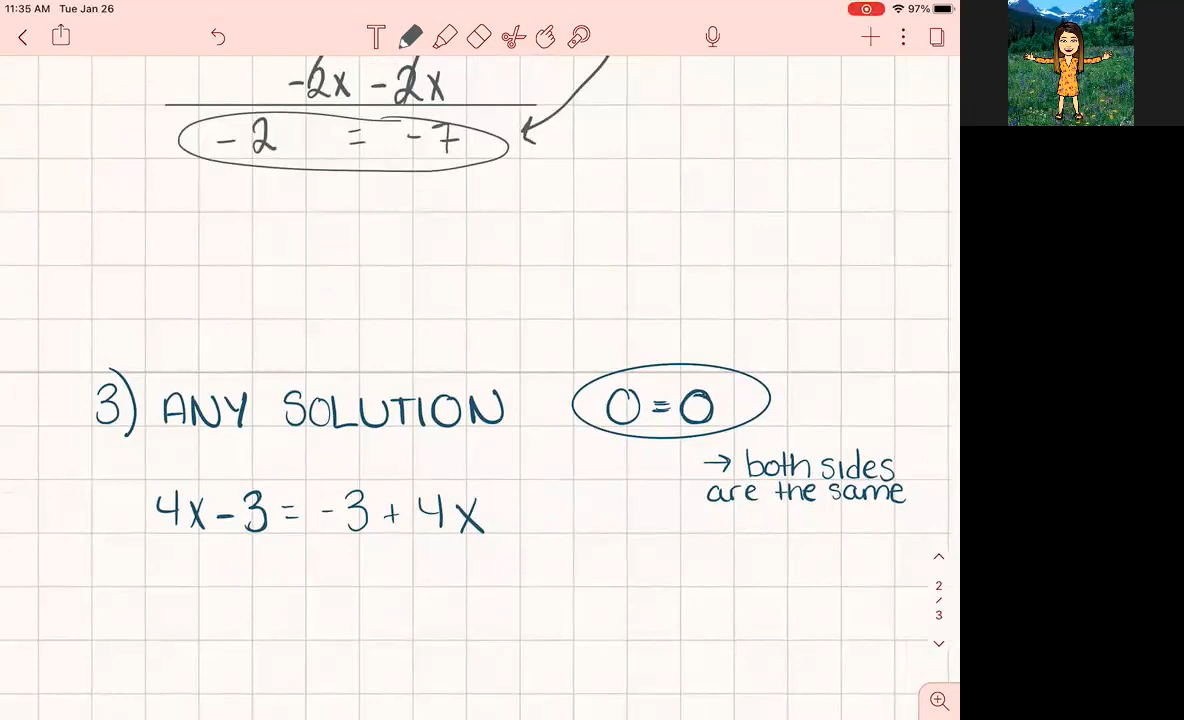 11:35 AM Tue Jan 26
97%
T
-2x -2x
-2 = -7
3) ANY SOLUTION 0=0
→ both sides
are the same
4x-3 = -3 + 4x
2
/
3